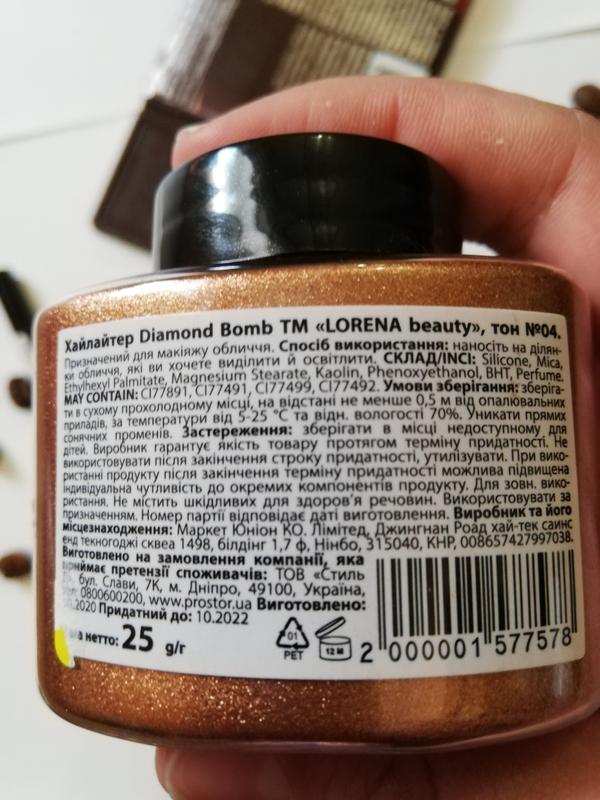 Хайлайтер Diamond Bomb ТМ «LORENA beauty», тон №04.
Призначений для макіяжу обличчя. Спосіб використання: наносіть на ділян-
ки обличчя, які ви хочете виділити й освітлити. СКЛАД/INCI: Silicone, Mica,
Ethylhexyl Palmitate, Magnesium Stearate, Kaolin, Phenoxyethanol, BHT, Perfume.
MAY CONTAIN: CI77891, CI77491, CI77499, CI77492. Умови зберігання: зберіга-
ти в сухому прохолодному місці, на відстані не менше 0,5 м від опалювальних
приладів, за температури від 5-25 °С та відн. вологості 70%. Уникати прямих
сонячних променів. Застереження: зберігати в місці недоступному для
дітей. Виробник гарантує якість товару протягом терміну придатності. Не
використовувати після закінчення строку придатності, утилізувати. При вико-
ристанні продукту після закінчення терміну придатності можлива підвищена
індивідуальна чутливість до окремих компонентів продукту. Для зовн. вико-
ристання. Не містить шкідливих для здоров'я речовин. Використовувати за
призначенням. Номер партії відповідає даті виготовлення. Виробник та його
місцезнаходження: Маркет Юніон КО. Лімітед, Джингнан Роад хай-тек саинс
енд текногоджі сквеа 1498, білдінг 1,7 ф, Нінбо, 315040, КНР, 008657427997038.
Виготовлено на замовлення компанії, яка
приймає претензії споживачів: ТОВ «Стиль
бул. Слави, 7К, м. Дніпро, 49100, Україна,
0800600200, www.prostor.ua Виготовлено:
.2020 Придатний до: 10.2022
нетто: 25 g/г
01
PET
12 M
2 000001 577578